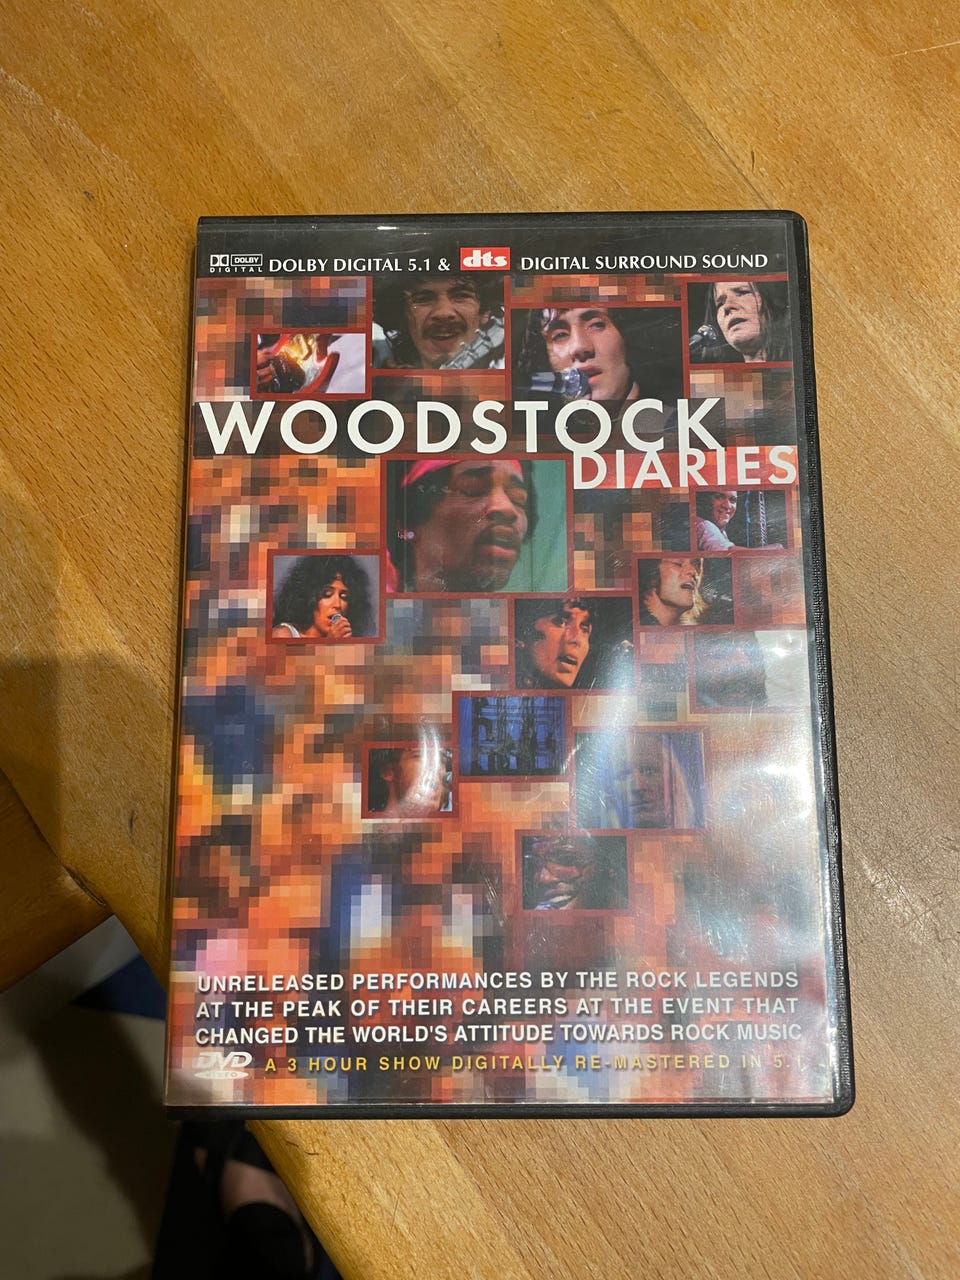 DOLBY DIGITAL DOLBY DIGITAL 5.1 & dts DIGITAL SURROUND SOUND
WOODSTOCK
DIARIES
UNRELEASED PERFORMANCES BY THE ROCK LEGENDS
AT THE PEAK OF THEIR CAREERS AT THE EVENT THAT
CHANGED THE WORLD'S ATTITUDE TOWARDS ROCK MUSIC
DVD VIDEO A 3 HOUR SHOW DIGITALLY RE-MASTERED IN 5.1